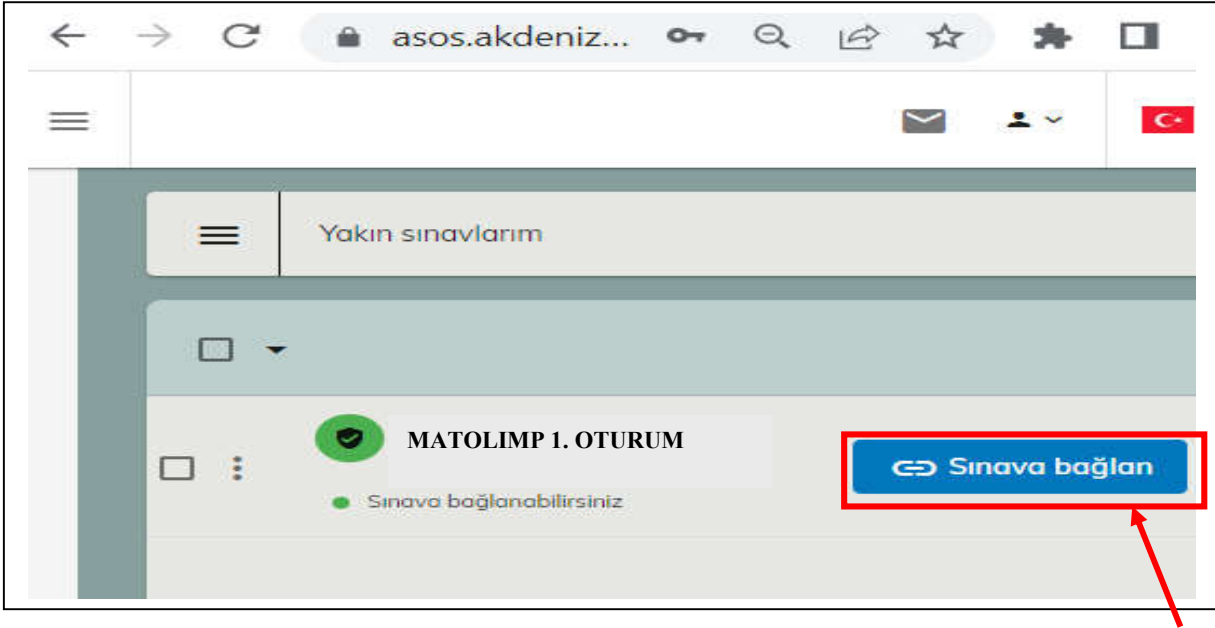 asos.akdeniz...
Yakın sınavlarım
MATOLIMP 1. OTURUM
Sınava bağlan
Sınava bağlanabilirsiniz